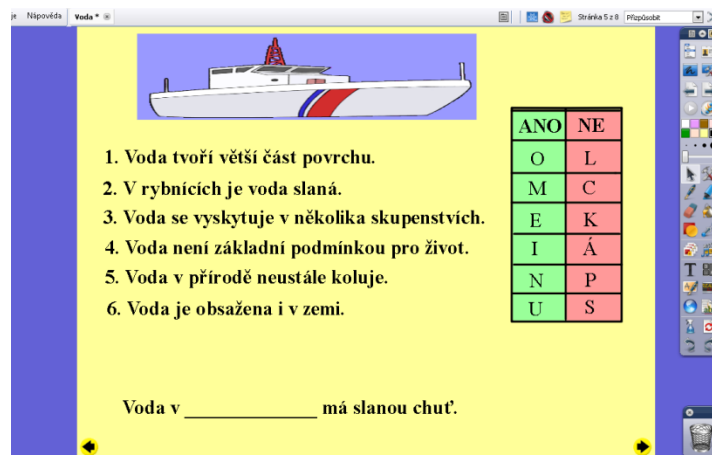 je Nápověda Voda * Stránka 5 z 8 Přizpůsobit
ANO NE
1. Voda tvoří větší část povrchu. O L
2. V rybnících je voda slaná. M C
3. Voda se vyskytuje v několika skupenstvích. E K
4. Voda není základní podmínkou pro život. I Á
5. Voda v přírodě neustále koluje. N P
6. Voda je obsažena i v zemi. U S
Voda v _____________ má slanou chuť.